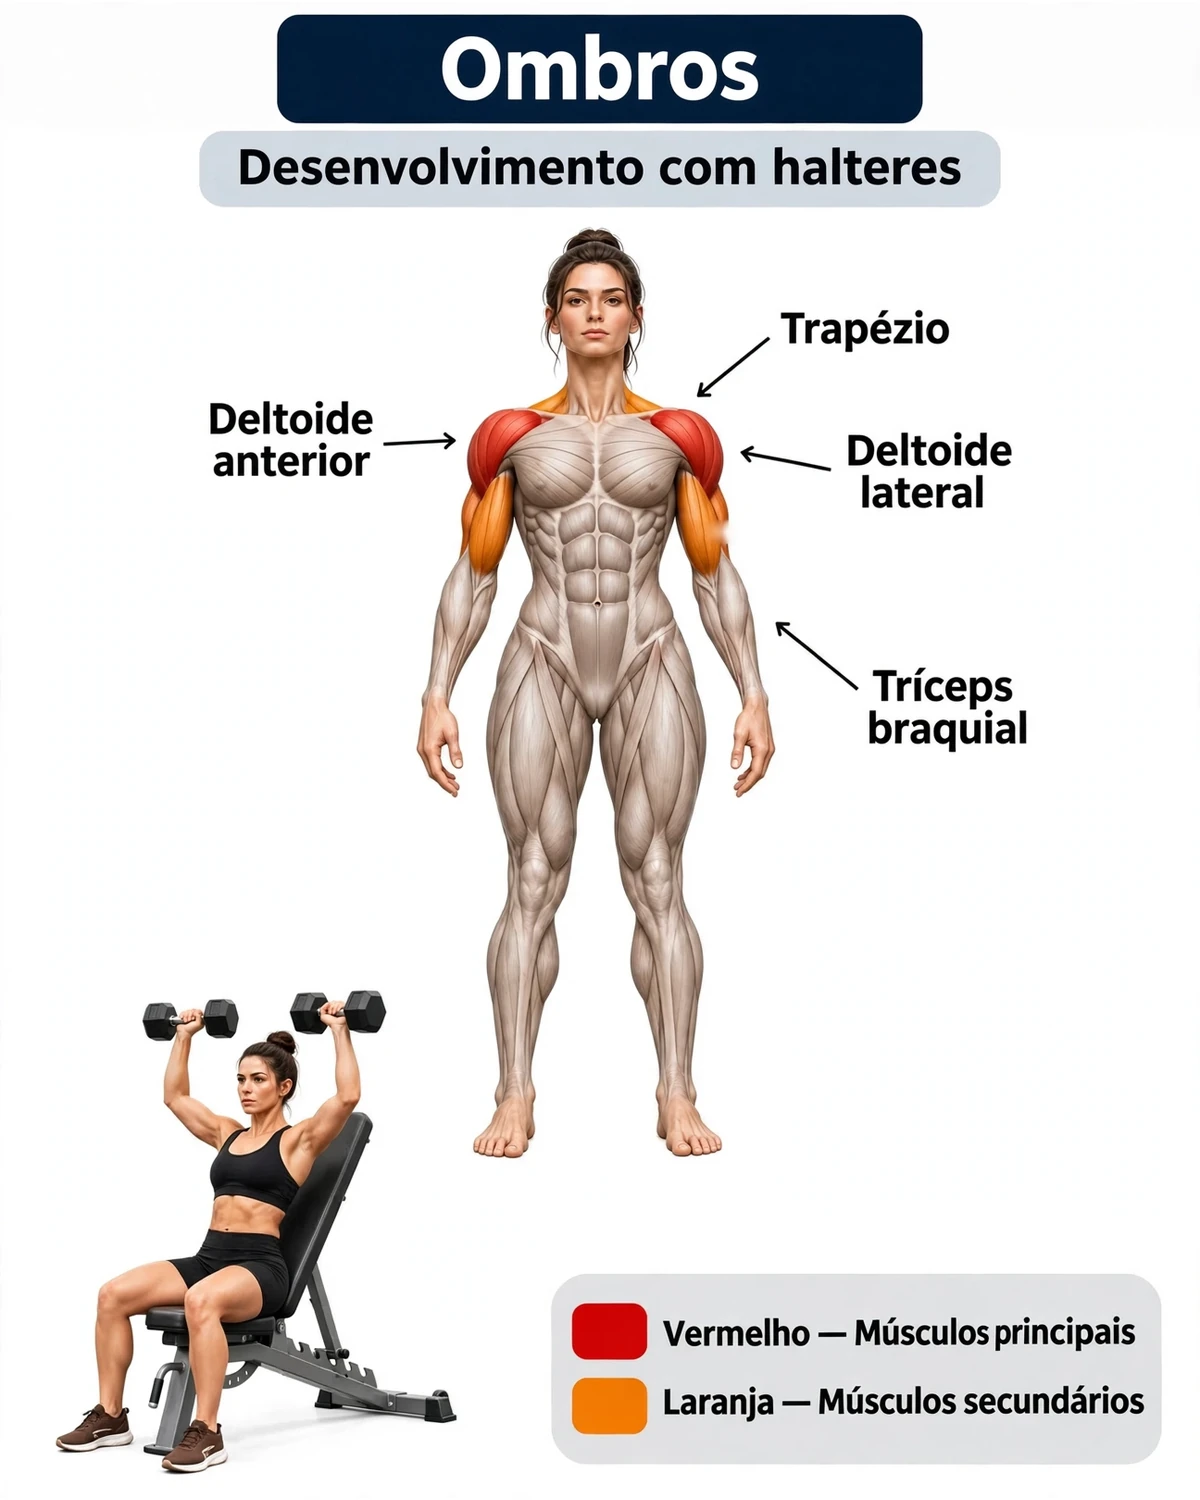 Ombros
Desenvolvimento com halteres
Trapézio
Deltoide
anterior
Deltoide
lateral
Tríceps
braquial
Vermelho — Músculos principais
Laranja — Músculos secundários